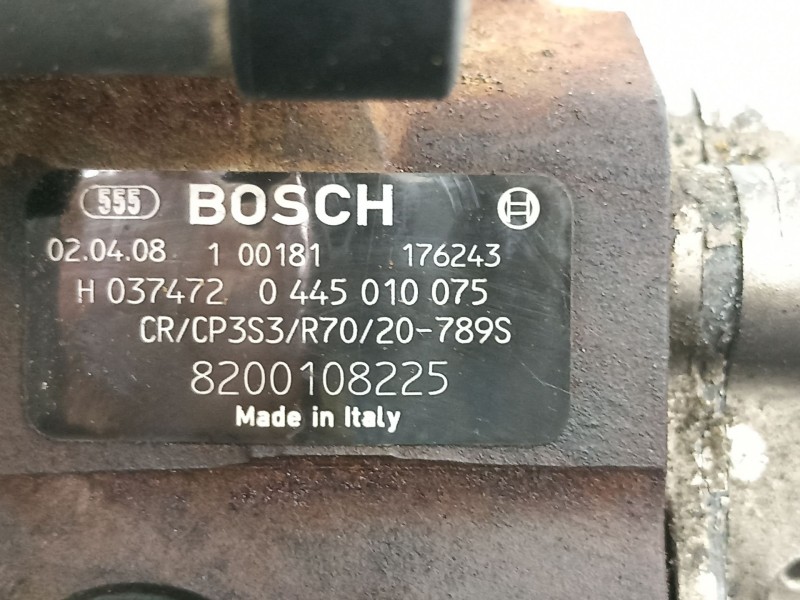 555 BOSCH
02.04.08 1 00181 176243
H 037472 0 445 010 075
CR/CP3S3/R70/20-789S
8200108225
Made in Italy